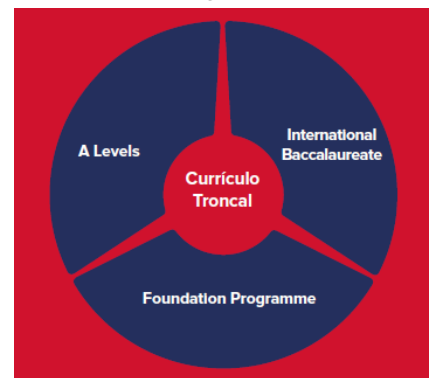 A Levels
International
Baccalaureate
Currículo
Troncal
Foundation Programme